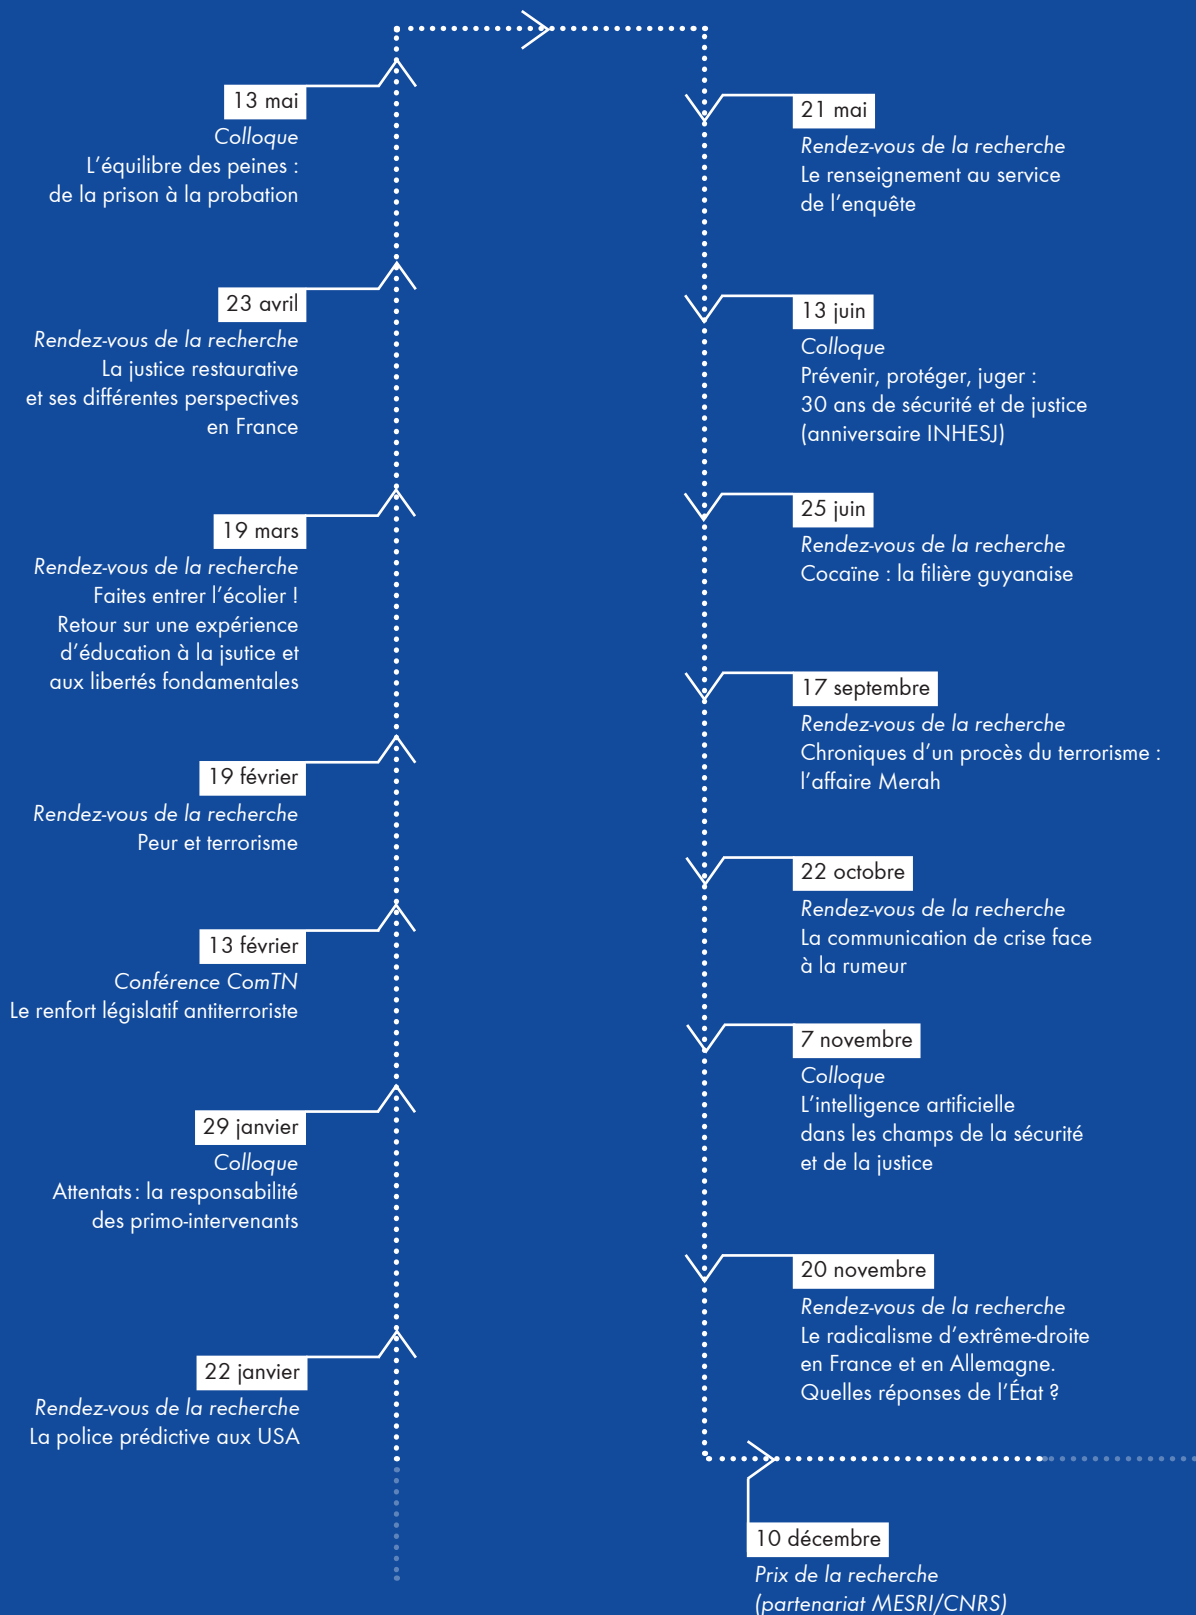 13 mai
Colloque
L'équilibre des peines :
de la prison à la probation
23 avril
Rendez-vous de la recherche
La justice restaurative
et ses différentes perspectives
en France
19 mars
Rendez-vous de la recherche
Faites entrer l'écolier !
Retour sur une expérience
d'éducation à la jsutice et
aux libertés fondamentales
19 février
Rendez-vous de la recherche
Peur et terrorisme
13 février
Conférence ComTN
Le renfort législatif antiterroriste
29 janvier
Colloque
Attentats : la responsabilité
des primo-intervenants
22 janvier
Rendez-vous de la recherche
La police prédictive aux USA
21 mai
Rendez-vous de la recherche
Le renseignement au service
de l'enquête
13 juin
Colloque
Prévenir, protéger, juger :
30 ans de sécurité et de justice
(anniversaire INHESJ)
25 juin
Rendez-vous de la recherche
Cocaïne : la filière guyanaise
17 septembre
Rendez-vous de la recherche
Chroniques d'un procès du terrorisme :
l'affaire Merah
22 octobre
Rendez-vous de la recherche
La communication de crise face
à la rumeur
7 novembre
Colloque
L'intelligence artificielle
dans les champs de la sécurité
et de la justice
20 novembre
Rendez-vous de la recherche
Le radicalisme d'extrême-droite
en France et en Allemagne.
Quelles réponses de l'État ?
10 décembre
Prix de la recherche
(partenariat MESRI/CNRS)